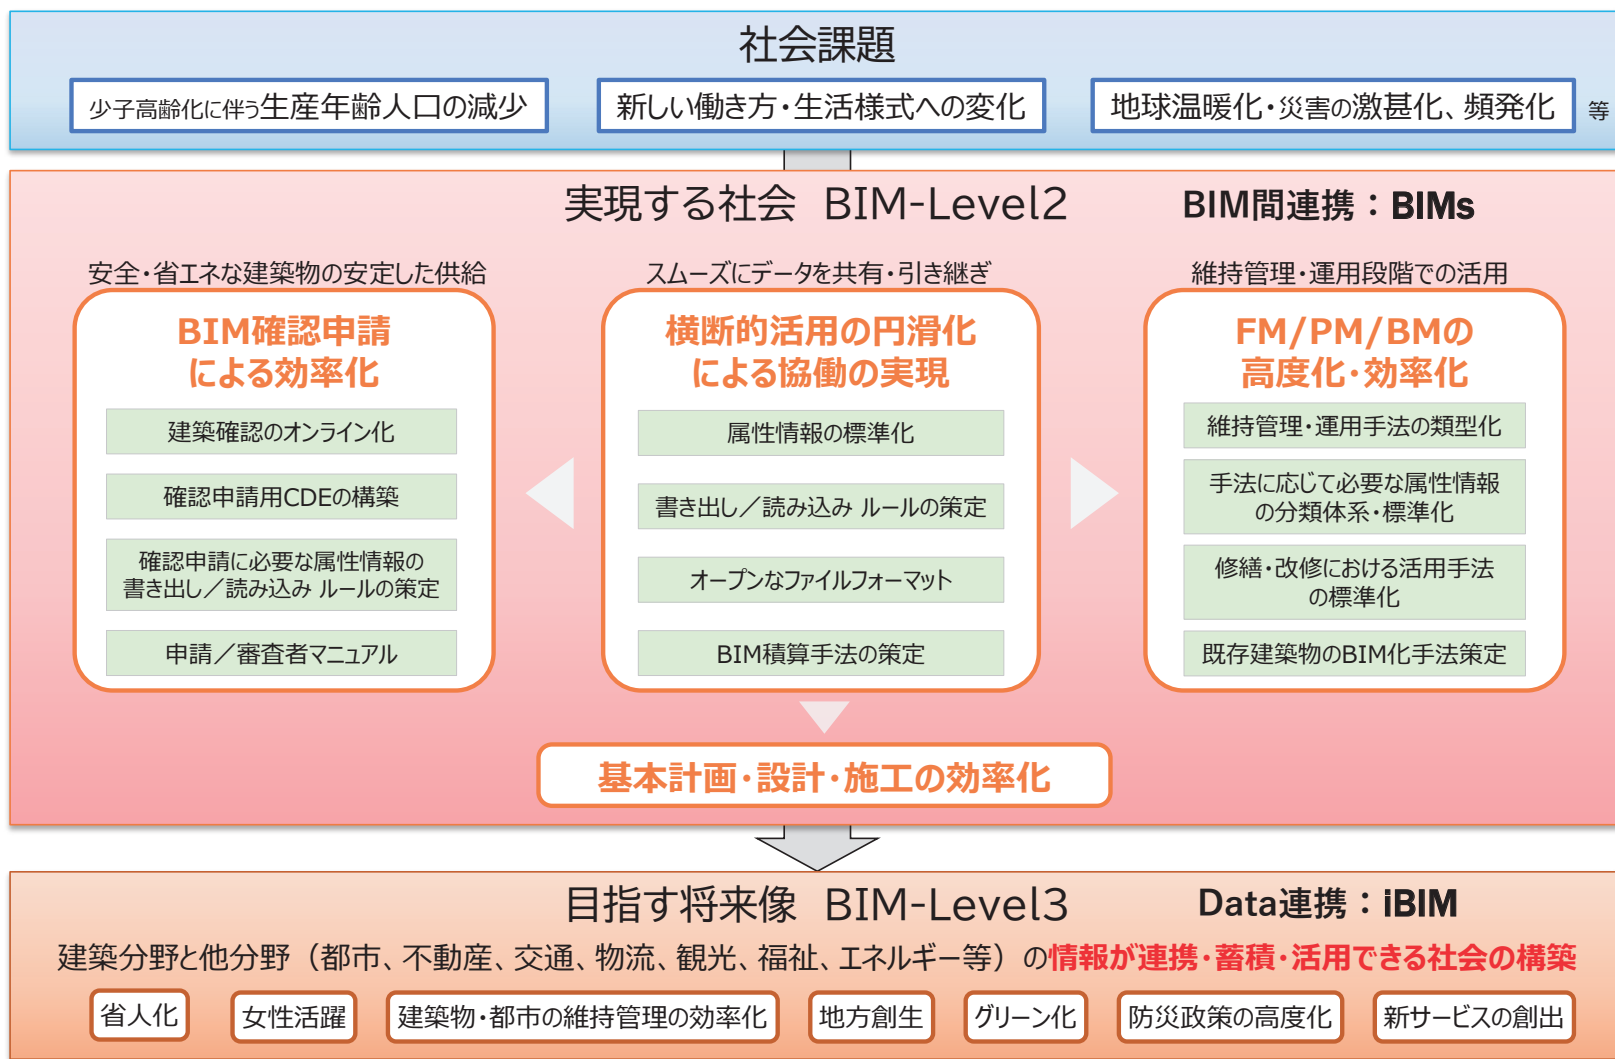 社会課題
少子高齢化に伴う生産年齢人口の減少
新しい働き方・生活様式への変化
地球温暖化・災害の激甚化、頻発化
等
実現する社会 BIM-Level2
BIM間連携：BIMs
安全・省エネな建築物の安定した供給
BIM確認申請
による効率化
建築確認のオンライン化
確認申請用CDEの構築
確認申請に必要な属性情報の
書き出し／読み込み ルールの策定
申請／審査者マニュアル
スムーズにデータを共有・引き継ぎ
横断的活用の円滑化
による協働の実現
属性情報の標準化
書き出し／読み込み ルールの策定
オープンなファイルフォーマット
BIM積算手法の策定
維持管理・運用段階での活用
FM/PM/BMの
高度化・効率化
維持管理・運用手法の類型化
手法に応じて必要な属性情報
の分類体系・標準化
修繕・改修における活用手法
の標準化
既存建築物のBIM化手法策定
基本計画・設計・施工の効率化
目指す将来像 BIM-Level3
Data連携：iBIM
建築分野と他分野（都市、不動産、交通、物流、観光、福祉、エネルギー等）の情報が連携・蓄積・活用できる社会の構築
省人化
女性活躍
建築物・都市の維持管理の効率化
地方創生
グリーン化
防災政策の高度化
新サービスの創出